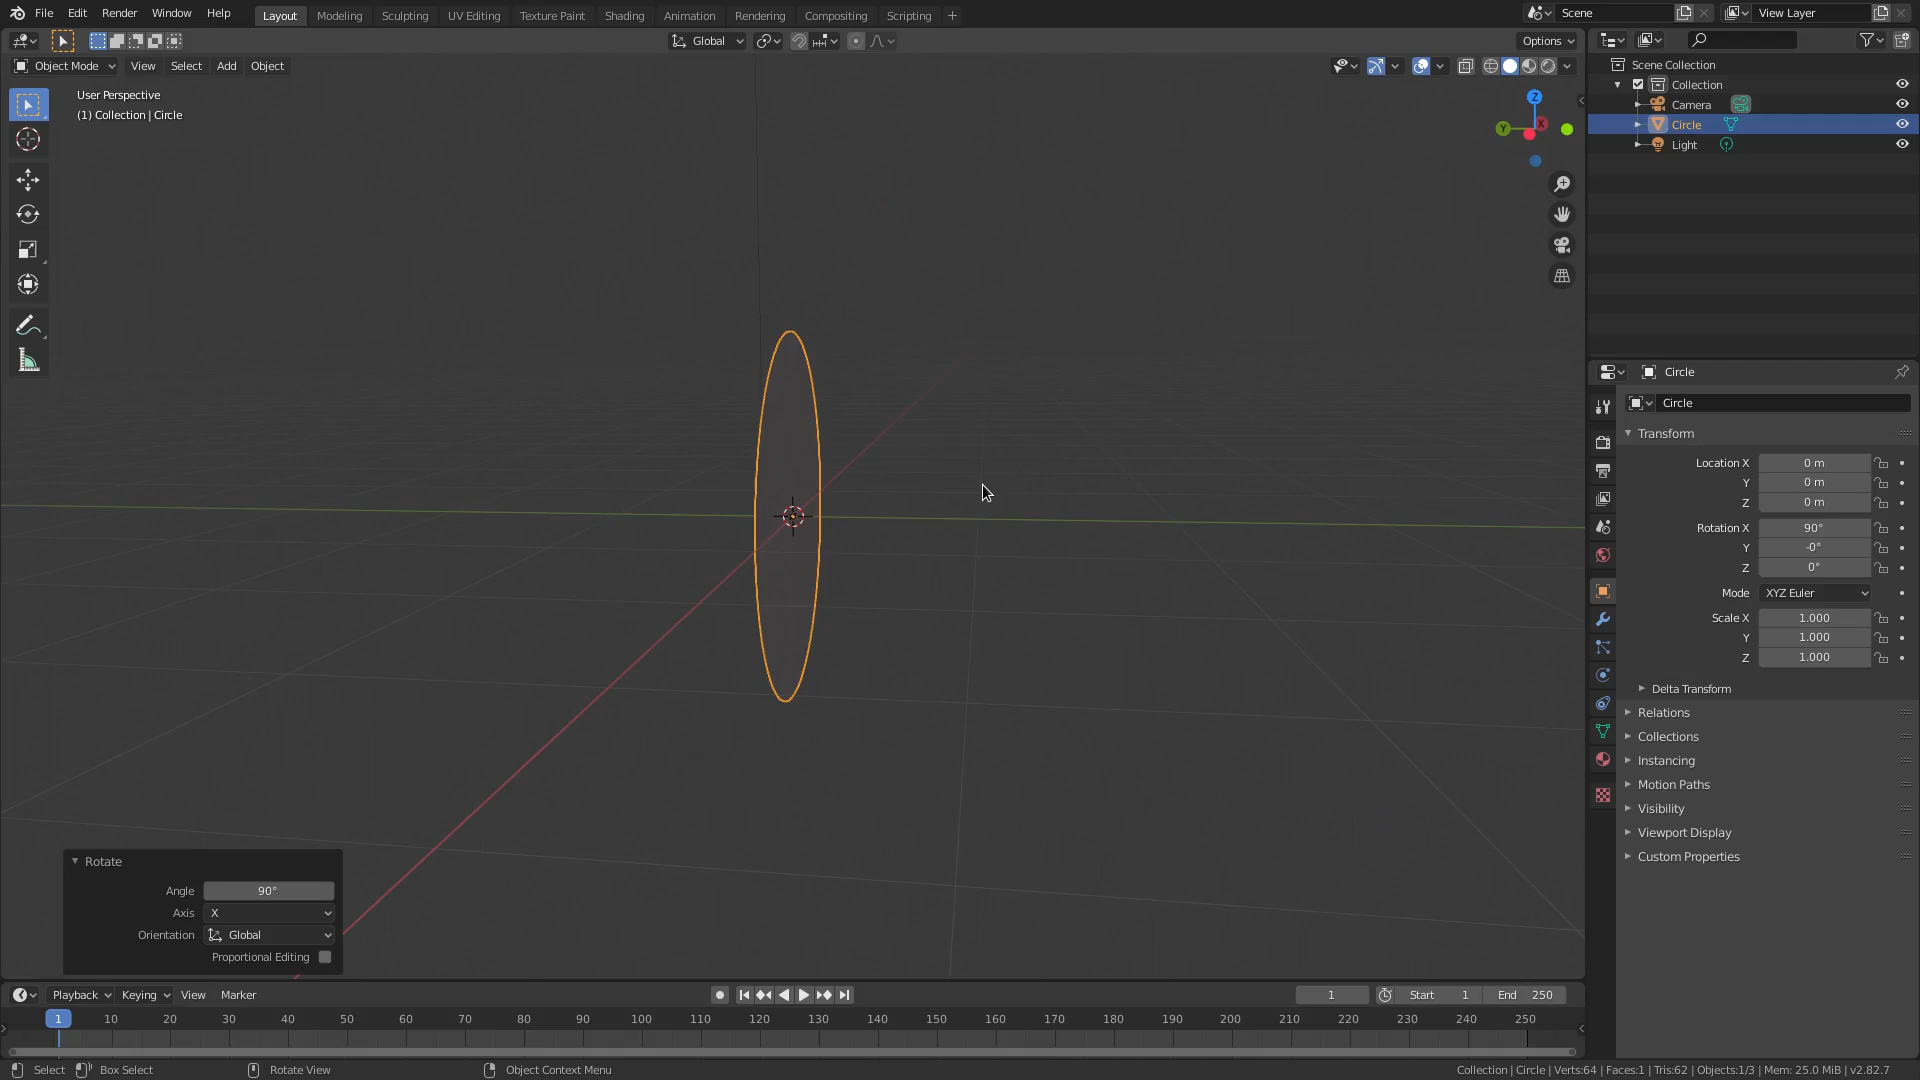 File Edit Render Window Help Layout Modeling Sculpting UV Editing Texture Paint Shading Animation Rendering Compositing Scripting + Scene View Layer
Global Options
Object Mode View Select Add Object
User Perspective
(1) Collection | Circle
Z
Y X
Scene Collection
Collection
Camera
Circle
Light
Circle
Circle
Transform
Location X 0 m
Y 0 m
Z 0 m
Rotation X 90°
Y -0°
Z 0°
Mode XYZ Euler
Scale X 1.000
Y 1.000
Z 1.000
Delta Transform
Relations
Collections
Instancing
Motion Paths
Visibility
Viewport Display
Custom Properties
Rotate
Angle 90°
Axis X
Orientation Global
Proportional Editing
Playback Keying View Marker 1 Start 1 End 250
1 10 20 30 40 50 60 70 80 90 100 110 120 130 140 150 160 170 180 190 200 210 220 230 240 250
Select Box Select Rotate View Object Context Menu Collection | Circle | Verts:64 | Faces:1 | Tris:62 | Objects:1/3 | Mem: 25.0 MiB | v2.82.7